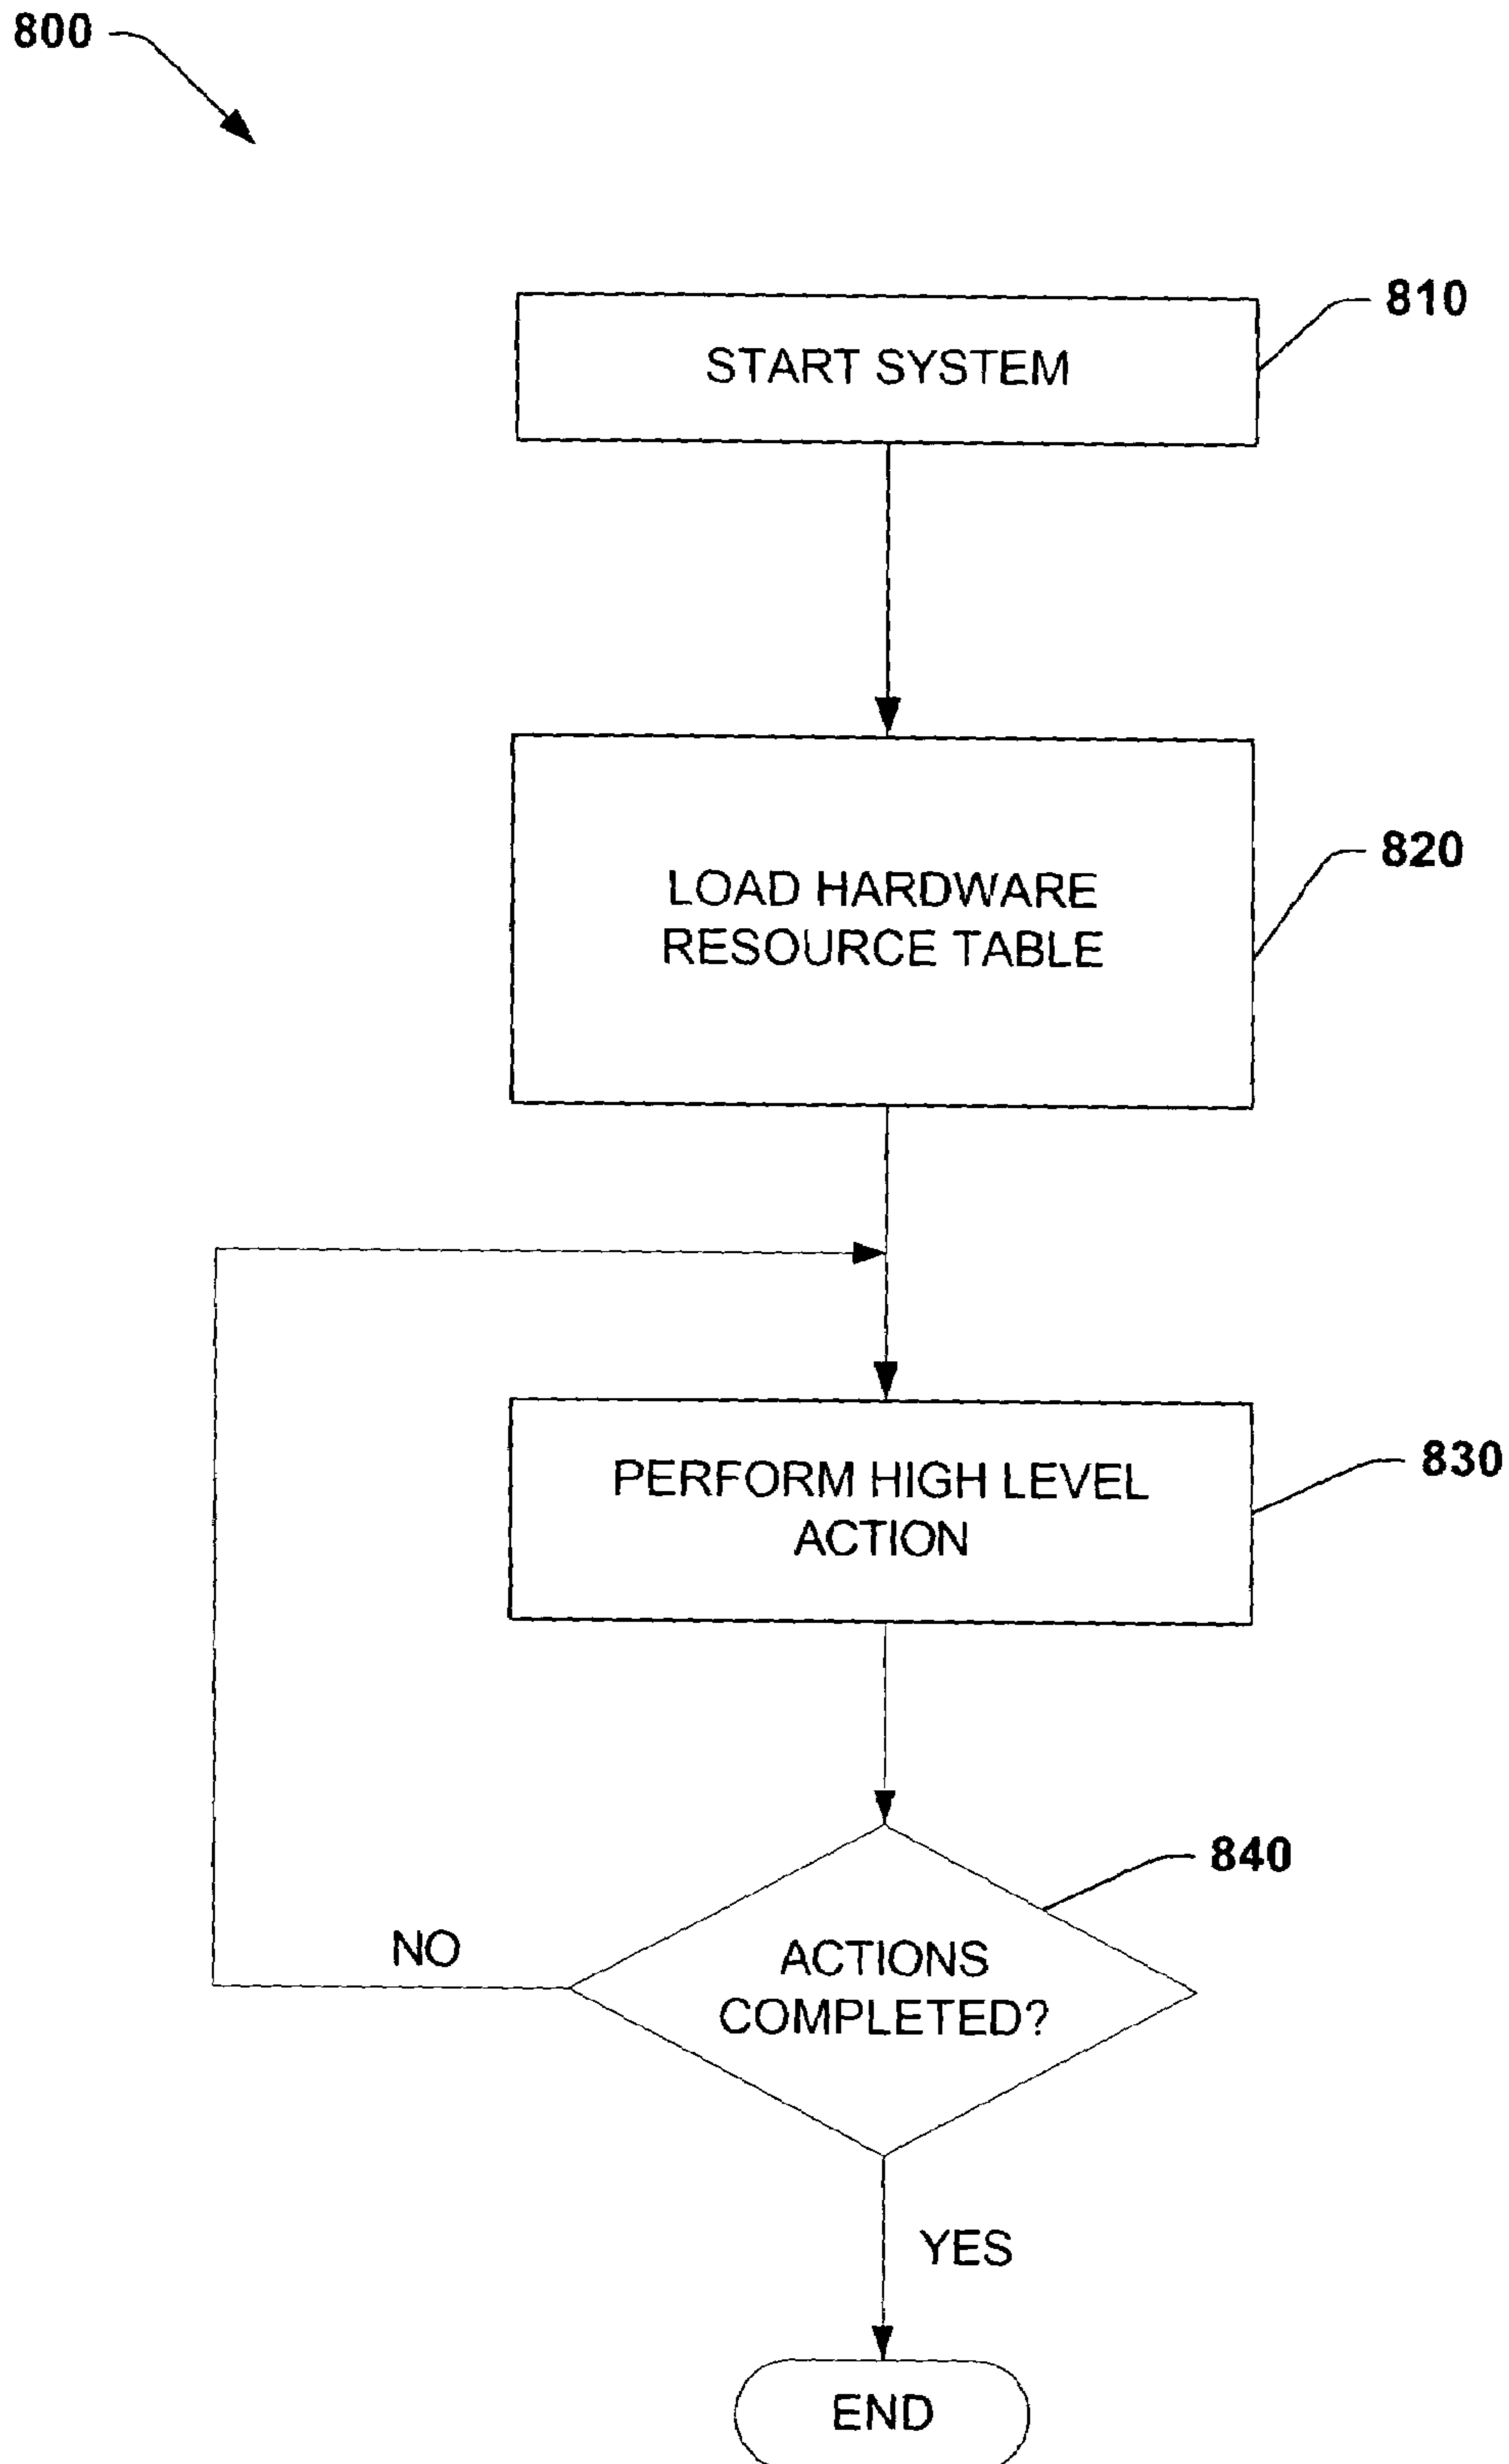 800
810
START SYSTEM
820
LOAD HARDWARE
RESOURCE TABLE
830
PERFORM HIGH LEVEL
ACTION
840
NO
ACTIONS
COMPLETED?
YES
END